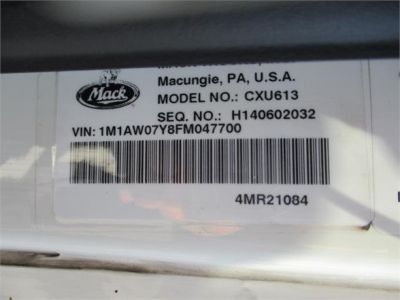 Mack
Macungie, PA, U.S.A.
MODEL NO.: CXU613
SEQ. NO.: H140602032
VIN: 1M1AW07Y8FM047700
4MR21084